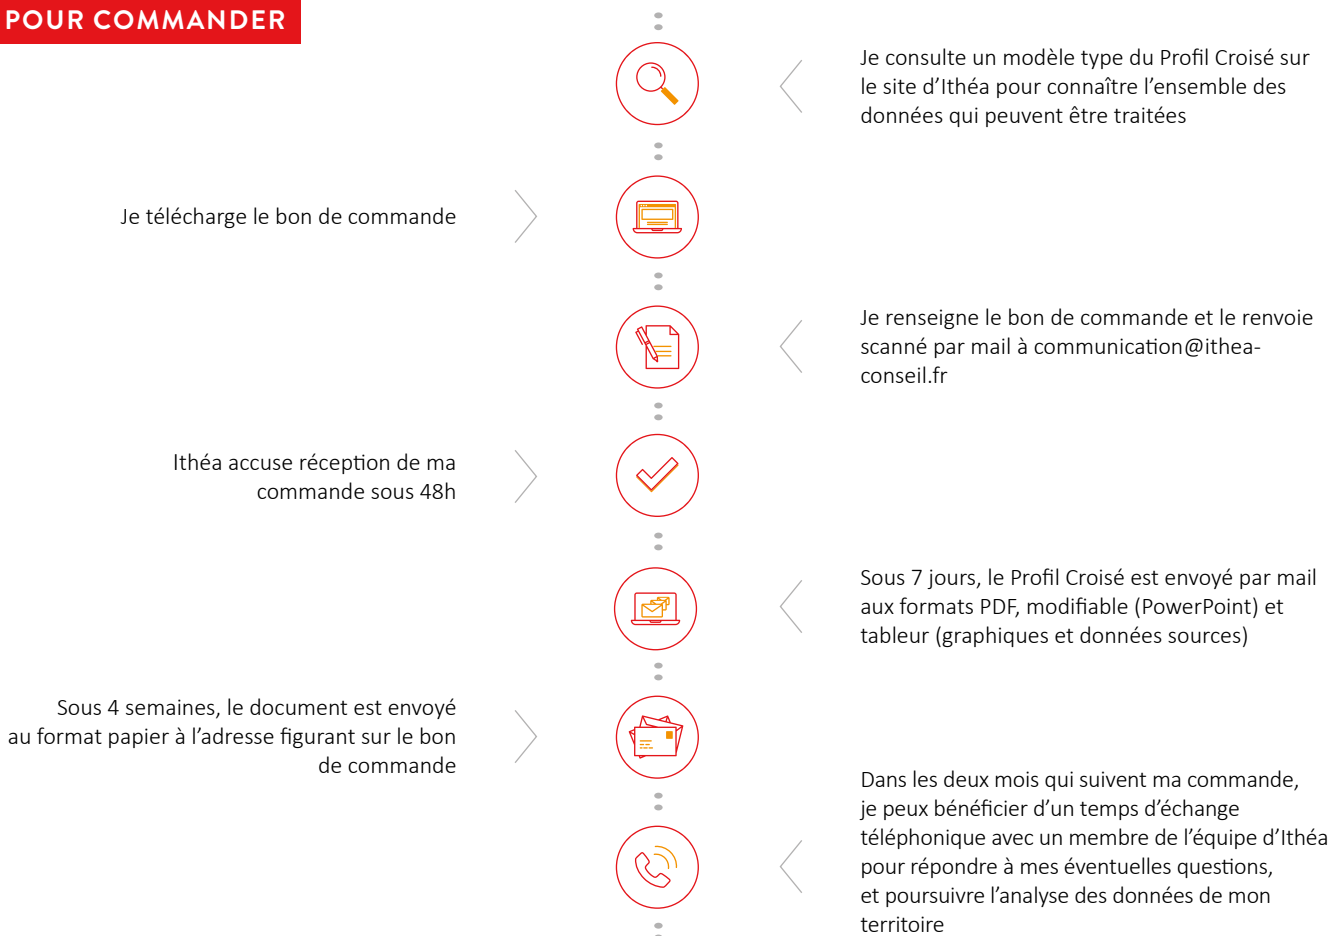 POUR COMMANDER
Je consulte un modèle type du Profil Croisé sur
le site d’Ithéa pour connaître l’ensemble des
données qui peuvent être traitées
Je télécharge le bon de commande
Je renseigne le bon de commande et le renvoie
scanné par mail à communication@ithea-
conseil.fr
Ithéa accuse réception de ma
commande sous 48h
Sous 7 jours, le Profil Croisé est envoyé par mail
aux formats PDF, modifiable (PowerPoint) et
tableur (graphiques et données sources)
Sous 4 semaines, le document est envoyé
au format papier à l’adresse figurant sur le bon
de commande
Dans les deux mois qui suivent ma commande,
je peux bénéficier d’un temps d’échange
téléphonique avec un membre de l’équipe d’Ithéa
pour répondre à mes éventuelles questions,
et poursuivre l’analyse des données de mon
territoire